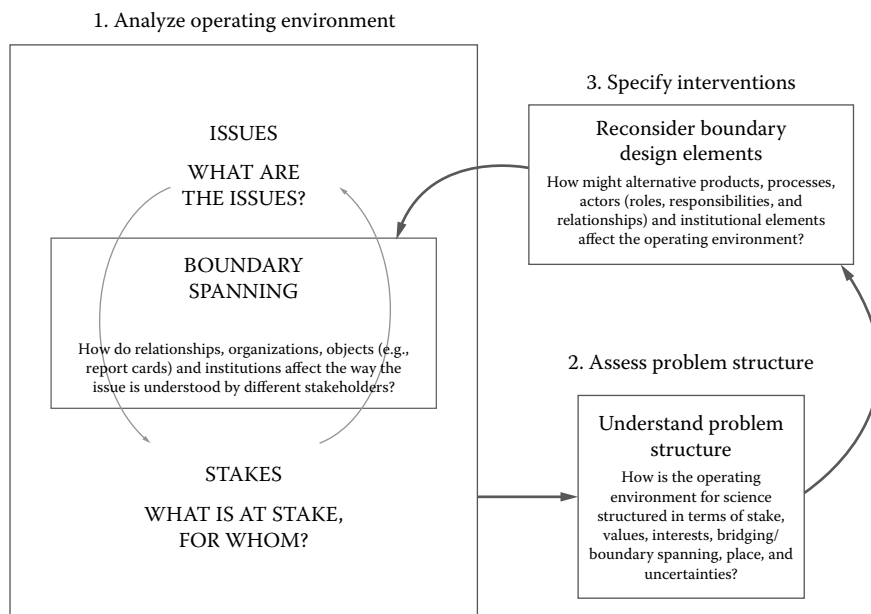 1. Analyze operating environment
ISSUES
WHAT ARE
THE ISSUES?
BOUNDARY
SPANNING
How do relationships, organizations, objects (e.g.,
report cards) and institutions affect the way the
issue is understood by different stakeholders?
STAKES
WHAT IS AT STAKE,
FOR WHOM?
2. Assess problem structure
Understand problem
structure
How is the operating
environment for science
structured in terms of stake,
values, interests, bridging/
boundary spanning, place, and
uncertainties?
3. Specify interventions
Reconsider boundary
design elements
How might alternative products, processes,
actors (roles, responsibilities, and
relationships) and institutional elements
affect the operating environment?